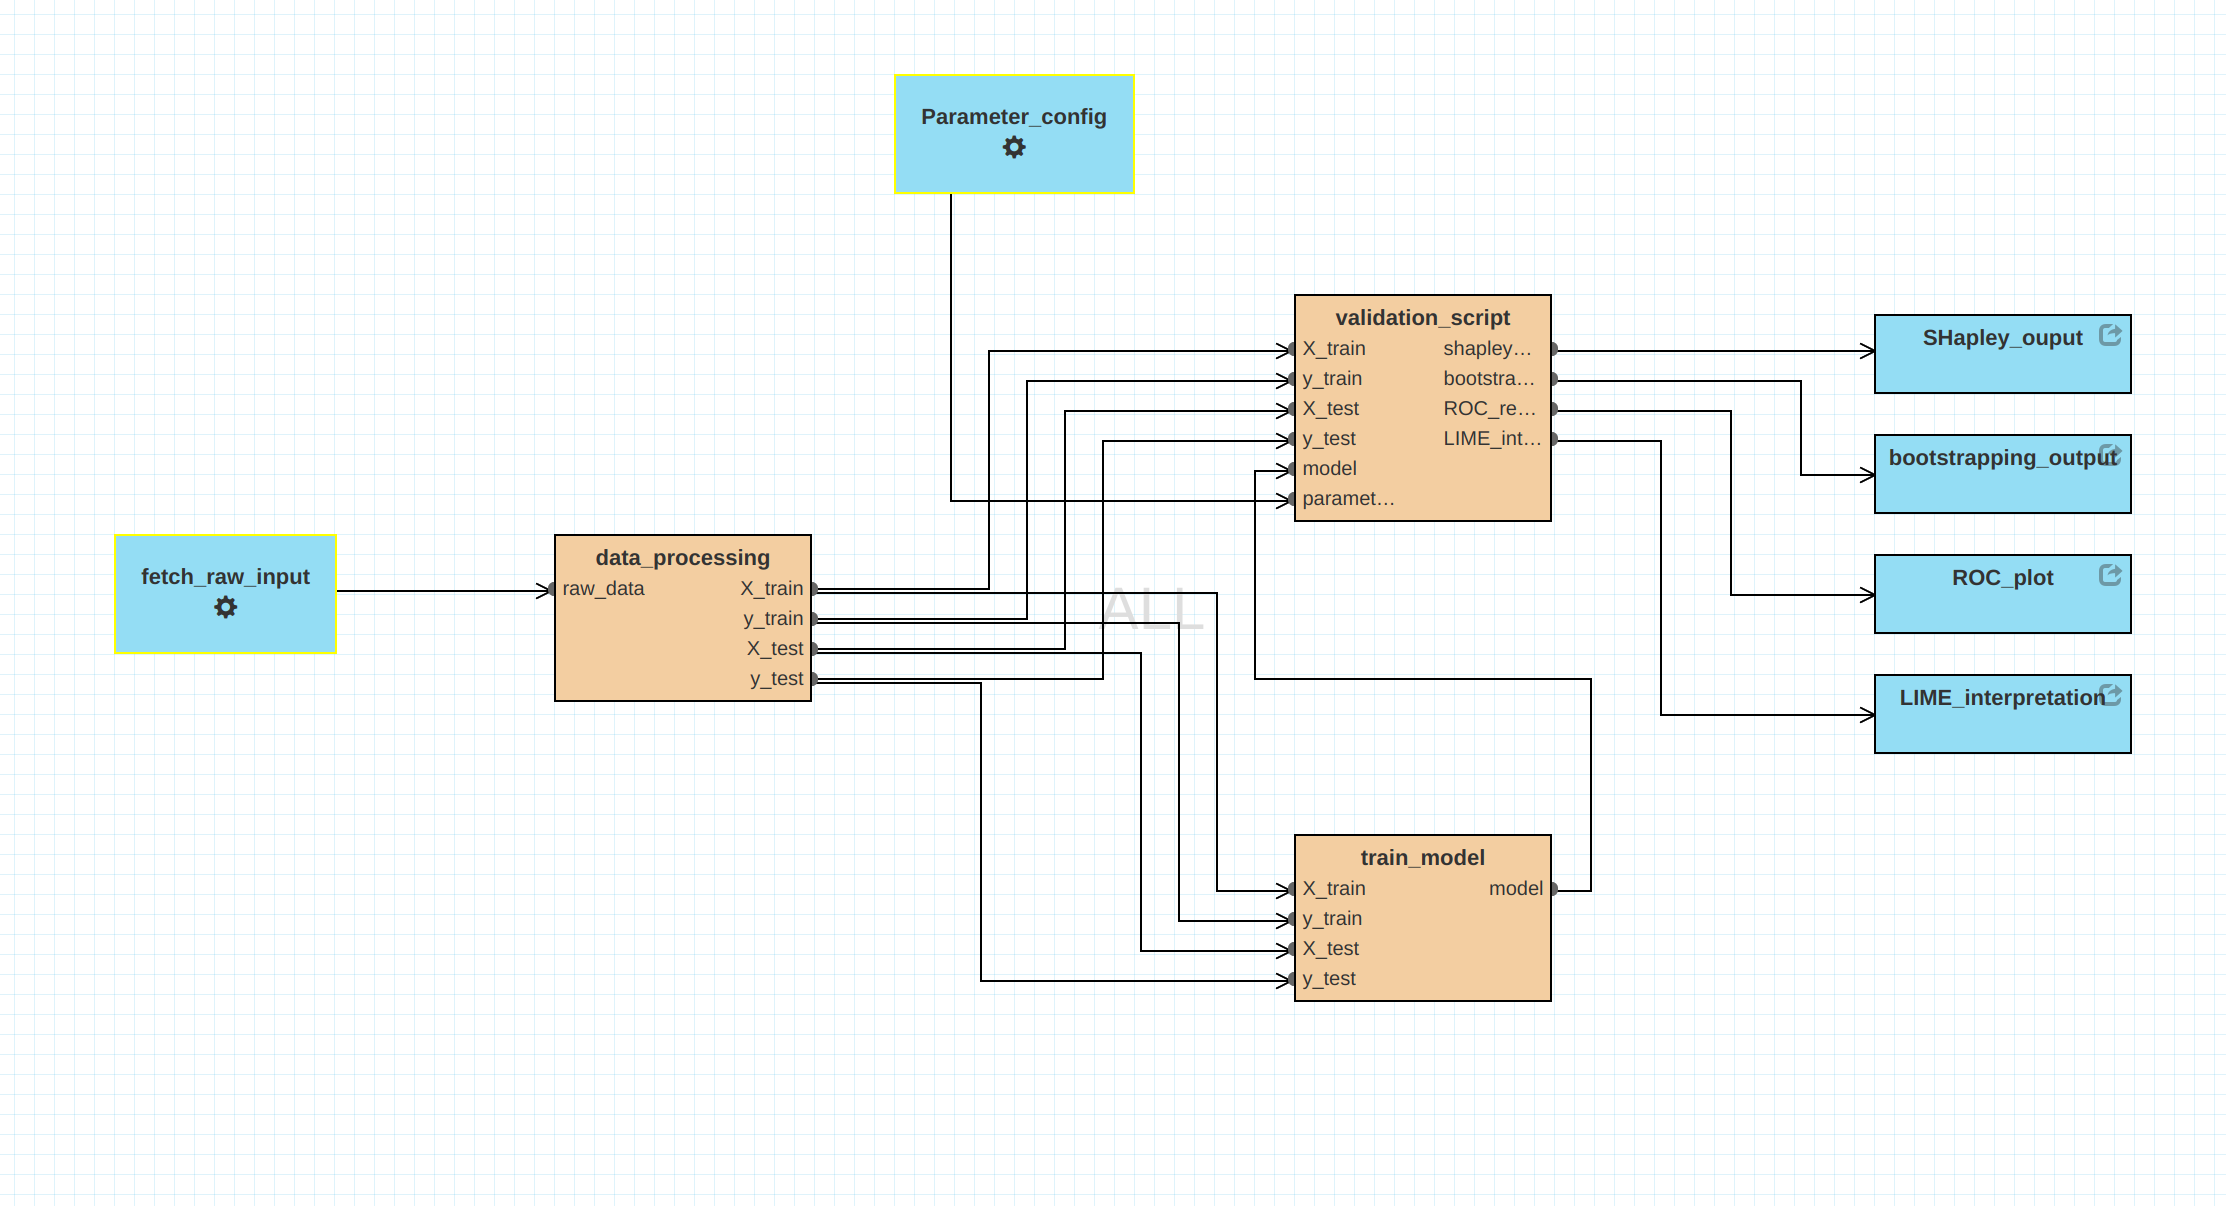 Parameter_config
validation_script
X_train shapley…
y_train bootstra…
X_test ROC_re…
y_test LIME_int…
model
paramet…
SHapley_ouput
bootstrapping_output
ROC_plot
LIME_interpretation
fetch_raw_input
data_processing
raw_data X_train
y_train
X_test
y_test
ALL
train_model
X_train model
y_train
X_test
y_test